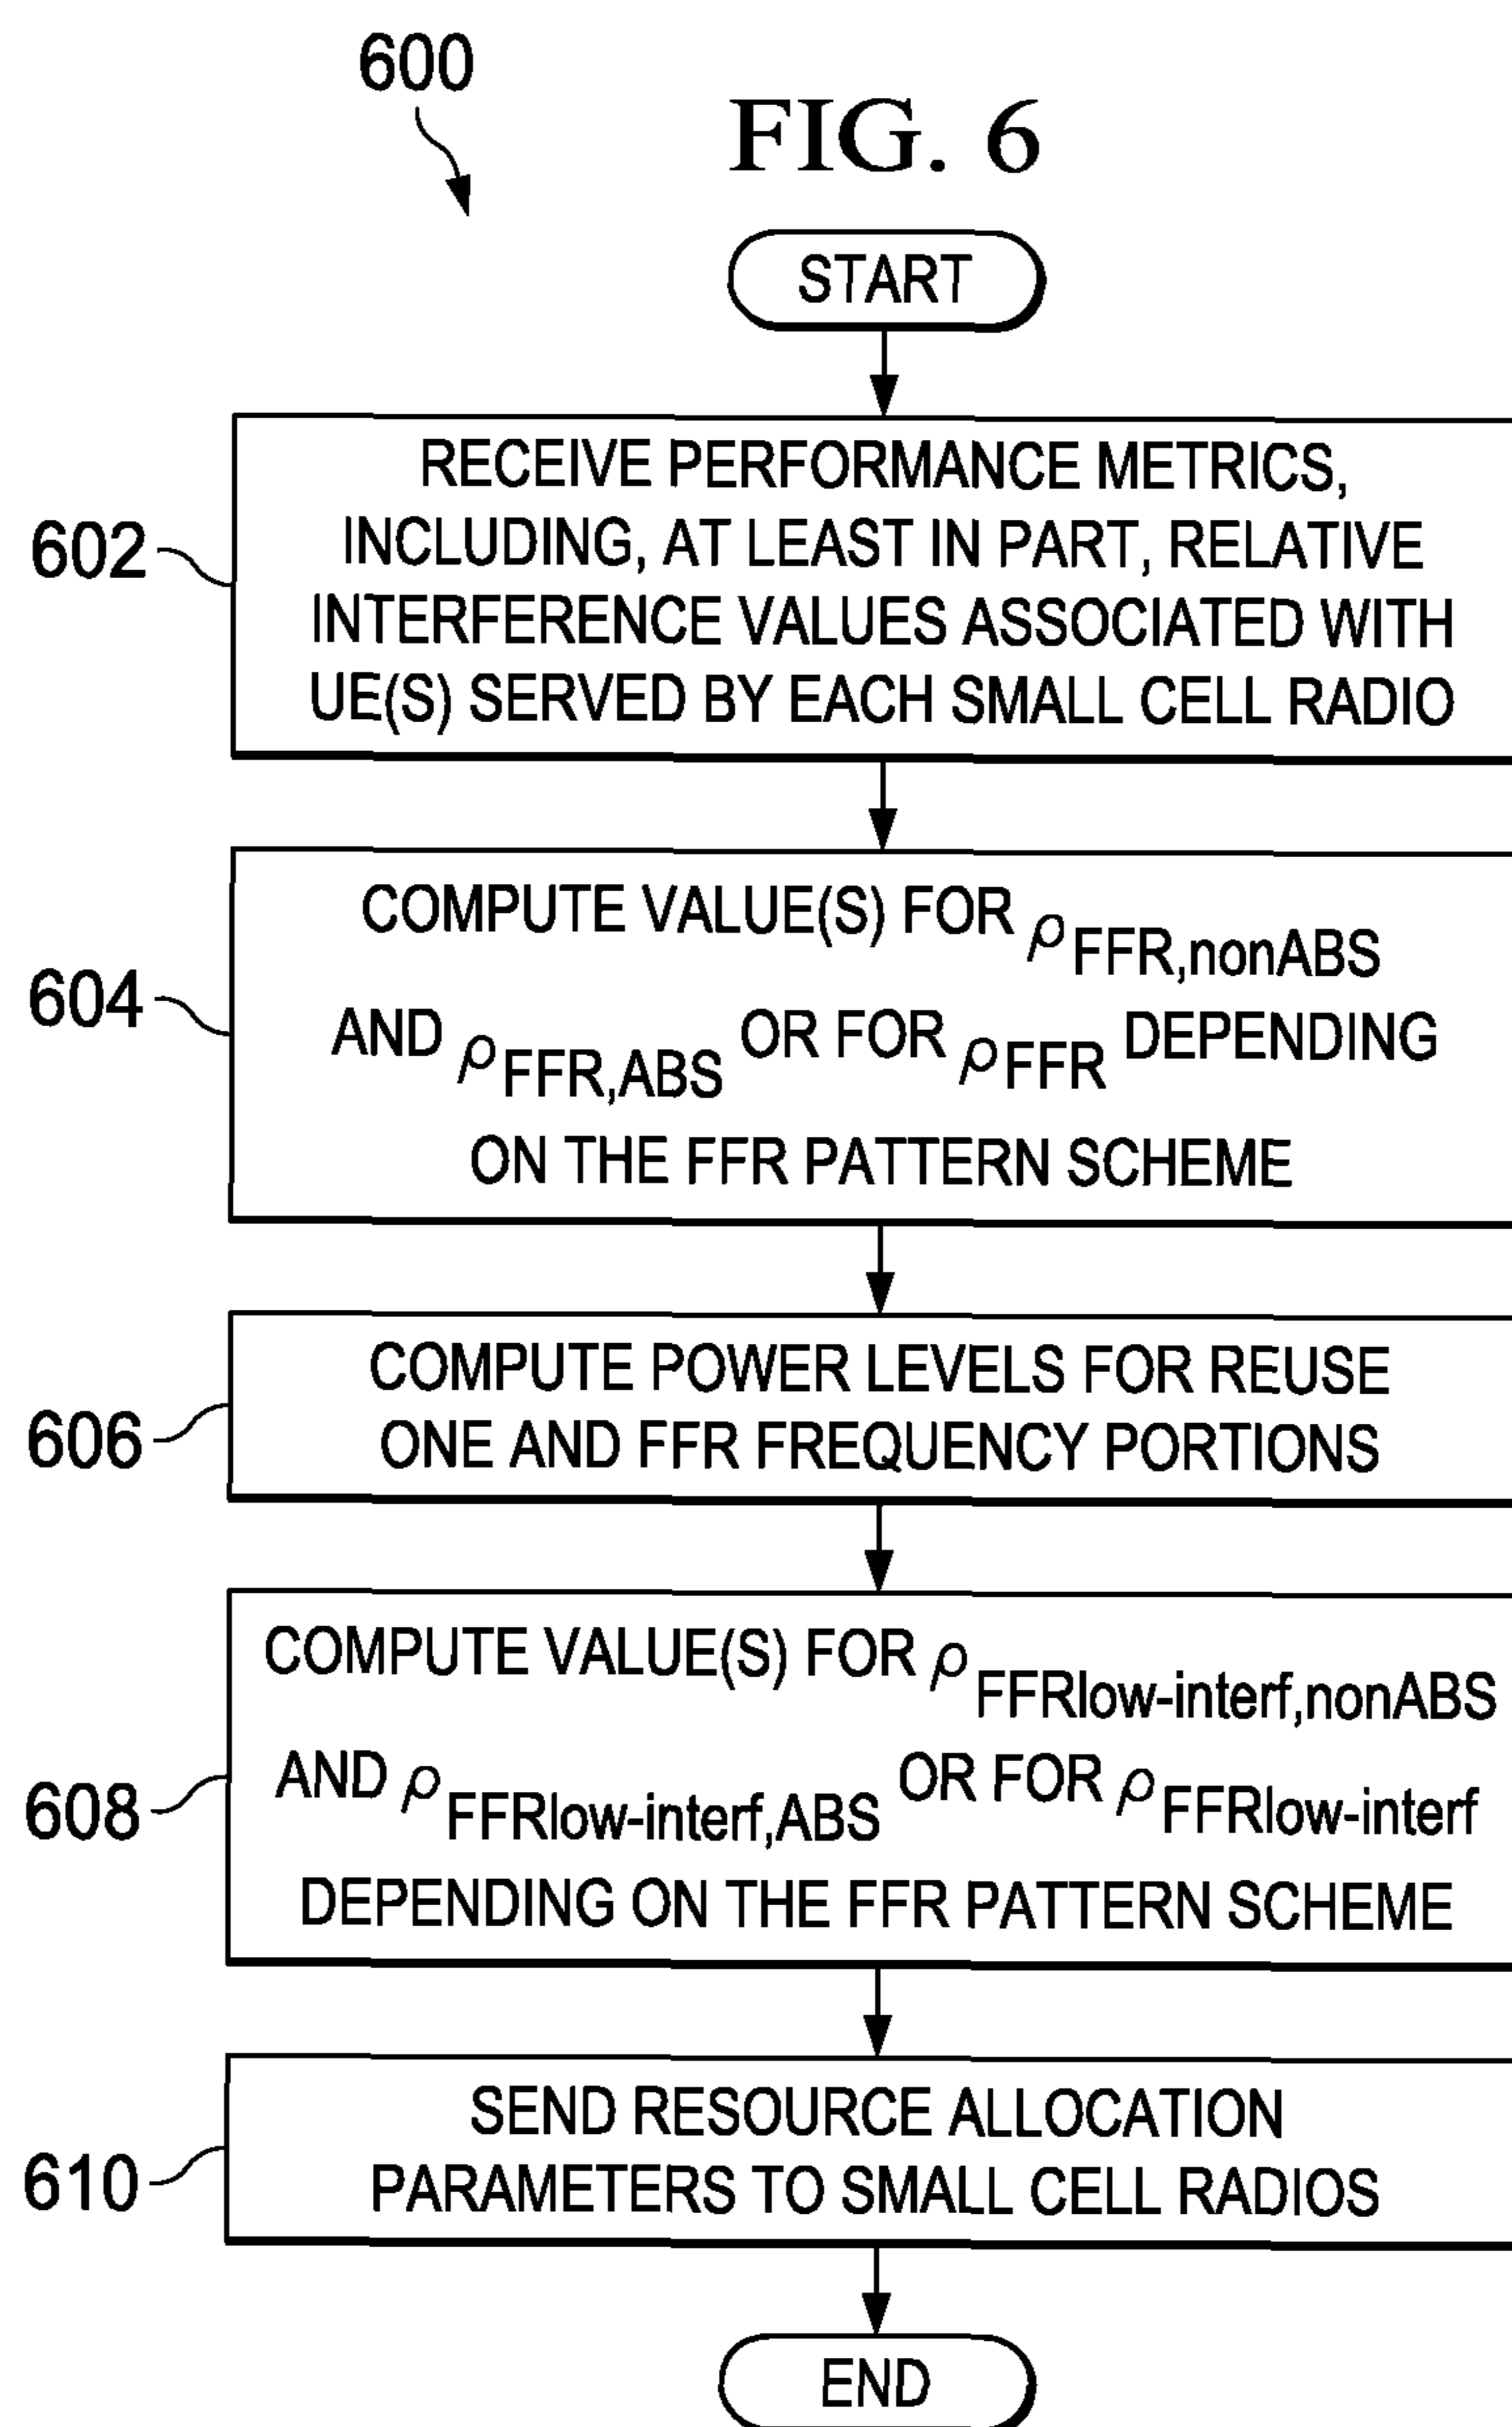 600
FIG. 6
START
602
RECEIVE PERFORMANCE METRICS,
INCLUDING, AT LEAST IN PART, RELATIVE
INTERFERENCE VALUES ASSOCIATED WITH
UE(S) SERVED BY EACH SMALL CELL RADIO
604
COMPUTE VALUE(S) FOR ρFFR,nonABS
AND ρFFR,ABS OR FOR ρFFR DEPENDING
ON THE FFR PATTERN SCHEME
606
COMPUTE POWER LEVELS FOR REUSE
ONE AND FFR FREQUENCY PORTIONS
608
COMPUTE VALUE(S) FOR ρFFRlow-interf,nonABS
AND ρFFRlow-interf,ABS OR FOR ρFFRlow-interf
DEPENDING ON THE FFR PATTERN SCHEME
610
SEND RESOURCE ALLOCATION
PARAMETERS TO SMALL CELL RADIOS
END